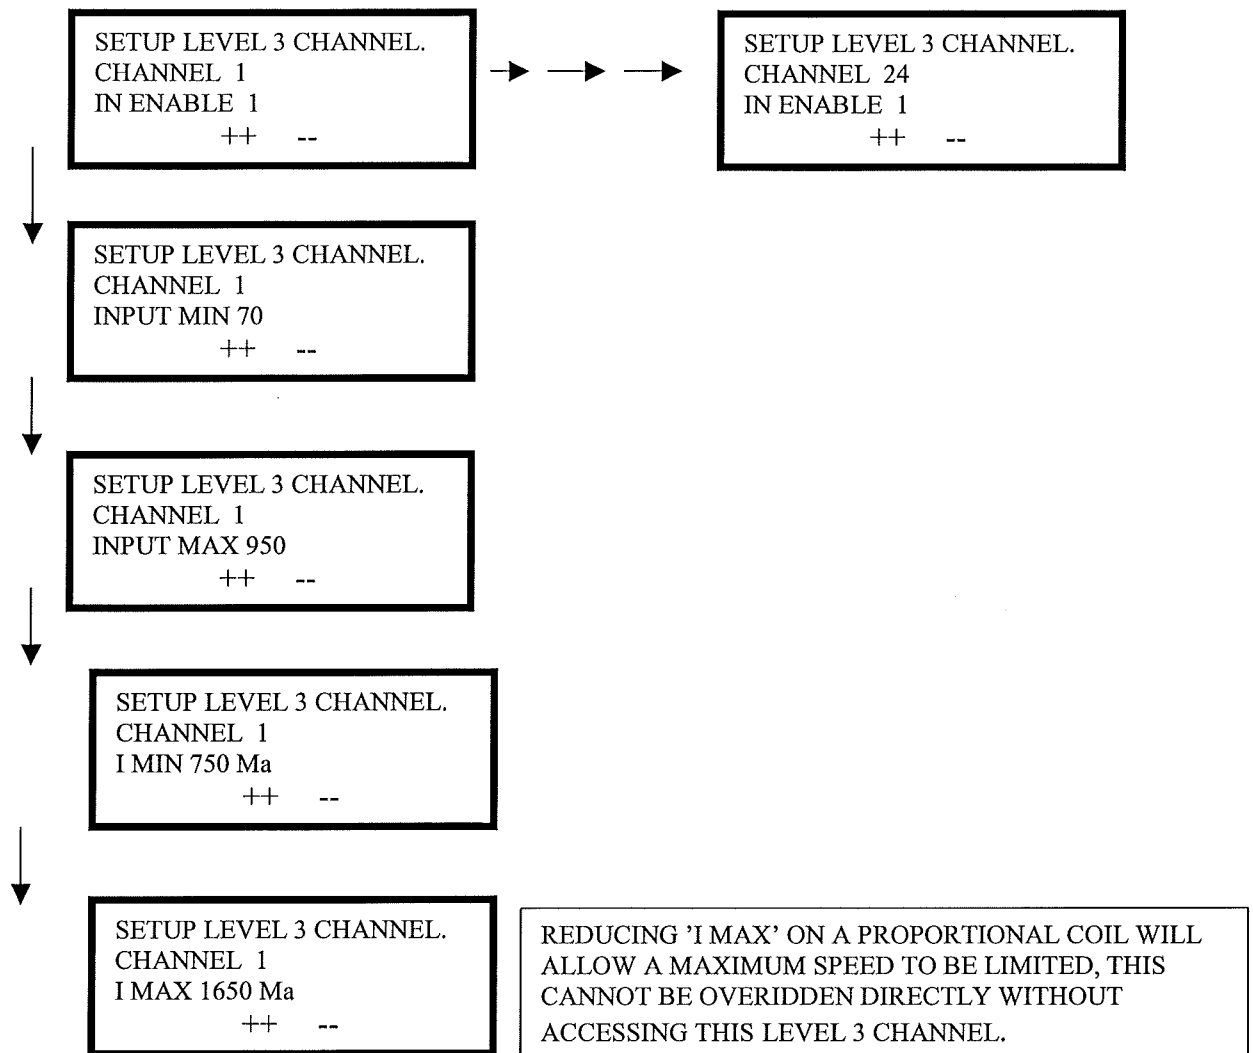 SETUP LEVEL 3 CHANNEL.
CHANNEL 1
IN ENABLE 1
++ --
SETUP LEVEL 3 CHANNEL.
CHANNEL 24
IN ENABLE 1
++ --
SETUP LEVEL 3 CHANNEL.
CHANNEL 1
INPUT MIN 70
++ --
SETUP LEVEL 3 CHANNEL.
CHANNEL 1
INPUT MAX 950
++ --
SETUP LEVEL 3 CHANNEL.
CHANNEL 1
I MIN 750 Ma
++ --
SETUP LEVEL 3 CHANNEL.
CHANNEL 1
I MAX 1650 Ma
++ --
REDUCING 'I MAX' ON A PROPORTIONAL COIL WILL
ALLOW A MAXIMUM SPEED TO BE LIMITED, THIS
CANNOT BE OVERIDDEN DIRECTLY WITHOUT
ACCESSING THIS LEVEL 3 CHANNEL.